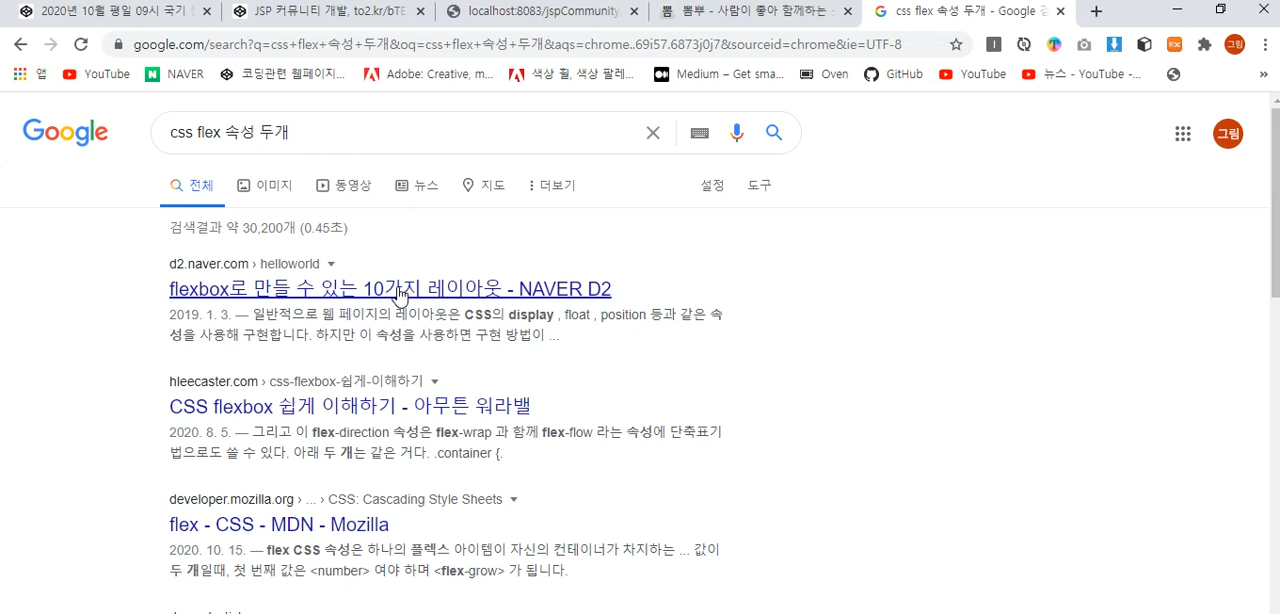 2020년 10월 평일 09시 국기
JSP 커뮤니티 개발, to2.kr/bTE
localhost:8083/jspCommunity
뽐뿌 - 사람이 좋아 함께하는
css flex 속성 두개 - Google 검
google.com/search?q=css+flex+속성+두개&oq=css+flex+속성+두개&aqs=chrome..69i57.6873j0j7&sourceid=chrome&ie=UTF-8
그림
앱
YouTube
NAVER
코딩관련 웹페이지...
Adobe: Creative, m...
색상 휠, 색상 팔레...
Medium – Get sma...
Oven
GitHub
YouTube
뉴스 - YouTube -...
»
Google
css flex 속성 두개
그림
전체
이미지
동영상
뉴스
지도
더보기
설정
도구
검색결과 약 30,200개 (0.45초)
d2.naver.com › helloworld
flexbox로 만들 수 있는 10가지 레이아웃 - NAVER D2
2019. 1. 3. — 일반적으로 웹 페이지의 레이아웃은 CSS의 display , float , position 등과 같은 속
성을 사용해 구현합니다. 하지만 이 속성을 사용하면 구현 방법이 ...
hleecaster.com › css-flexbox-쉽게-이해하기
CSS flexbox 쉽게 이해하기 - 아무튼 워라밸
2020. 8. 5. — 그리고 이 flex-direction 속성은 flex-wrap 과 함께 flex-flow 라는 속성에 단축표기
법으로도 쓸 수 있다. 아래 두 개는 같은 거다. .container {.
developer.mozilla.org › ... › CSS: Cascading Style Sheets
flex - CSS - MDN - Mozilla
2020. 10. 15. — flex CSS 속성은 하나의 플렉스 아이템이 자신의 컨테이너가 차지하는 ... 값이
두 개일때, 첫 번째 값은 <number> 여야 하며 <flex-grow> 가 됩니다.